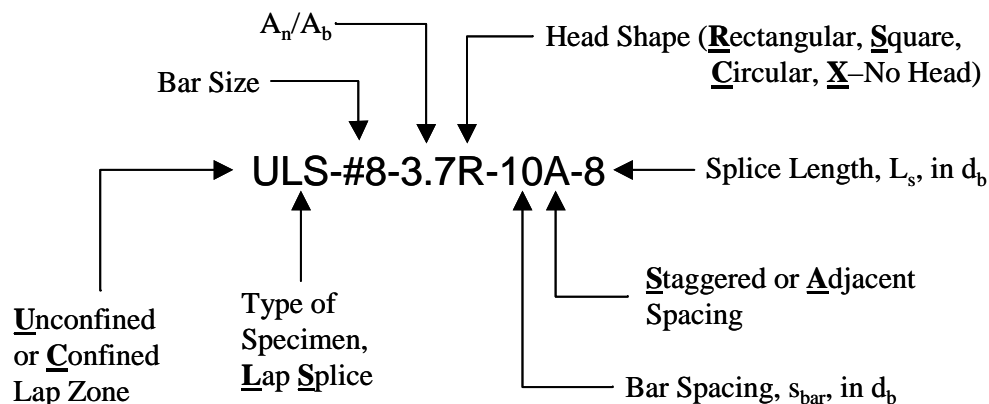 Aₙ/A_b
Head Shape (Rectangular, Square,
Circular, X–No Head)
Bar Size
ULS-#8-3.7R-10A-8
Splice Length, Lₛ, in d_b
Unconfined
or Confined
Lap Zone
Type of
Specimen,
Lap Splice
Staggered or Adjacent
Spacing
Bar Spacing, s_bar, in d_b